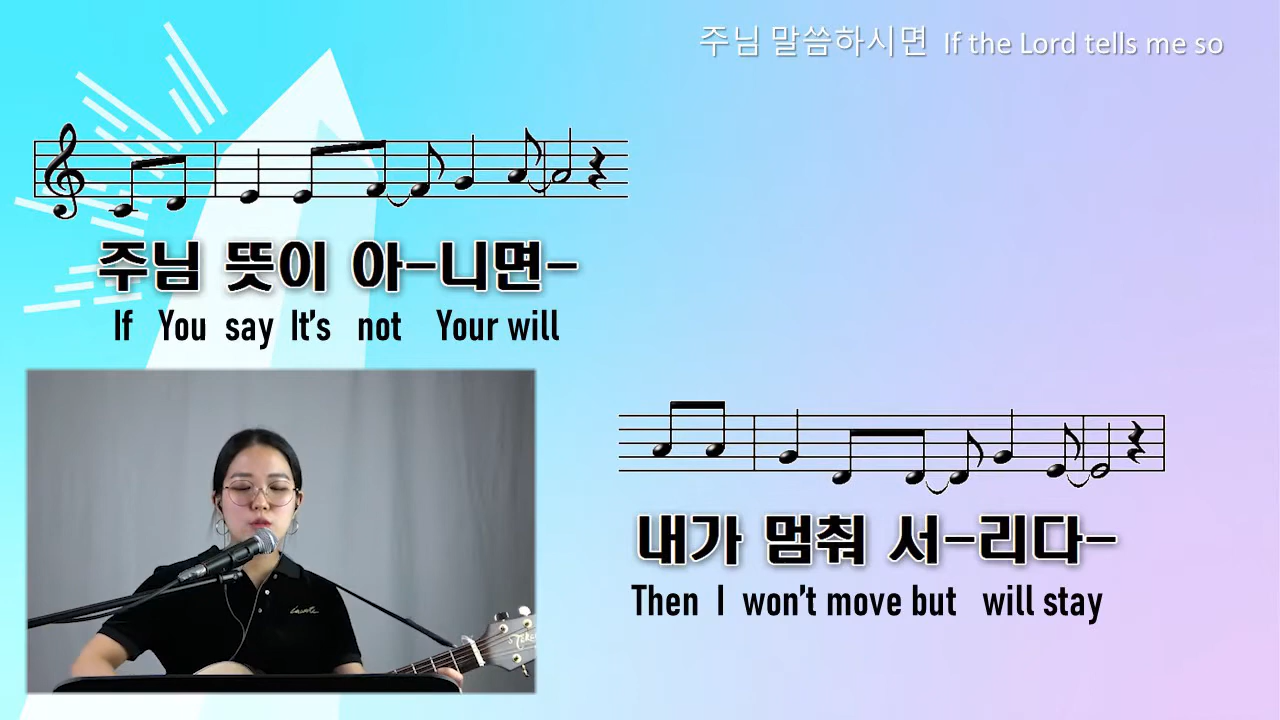 주님 말씀하시면 If the Lord tells me so
주님 뜻이 아-니면-
If You say It's not Your will
내가 멈춰 서-리다-
Then I won't move but will stay